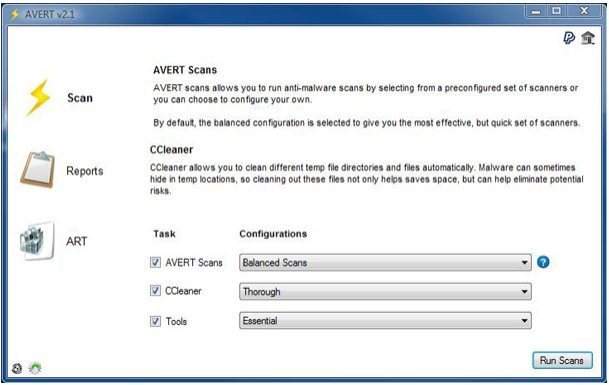 AVERT v2.1
AVERT Scans
AVERT scans allows you to run anti-malware scans by selecting from a preconfigured set of scanners or
you can choose to configure your own.
By default, the balanced configuration is selected to give you the most effective, but quick set of scanners.
Scan
CCleaner
CCleaner allows you to clean different temp file directories and files automatically. Malware can sometimes
hide in temp locations, so cleaning out these files not only helps saves space, but can help eliminate potential
risks.
Reports
ART
Task Configurations
AVERT Scans Balanced Scans ?
CCleaner Thorough
Tools Essential
Run Scans